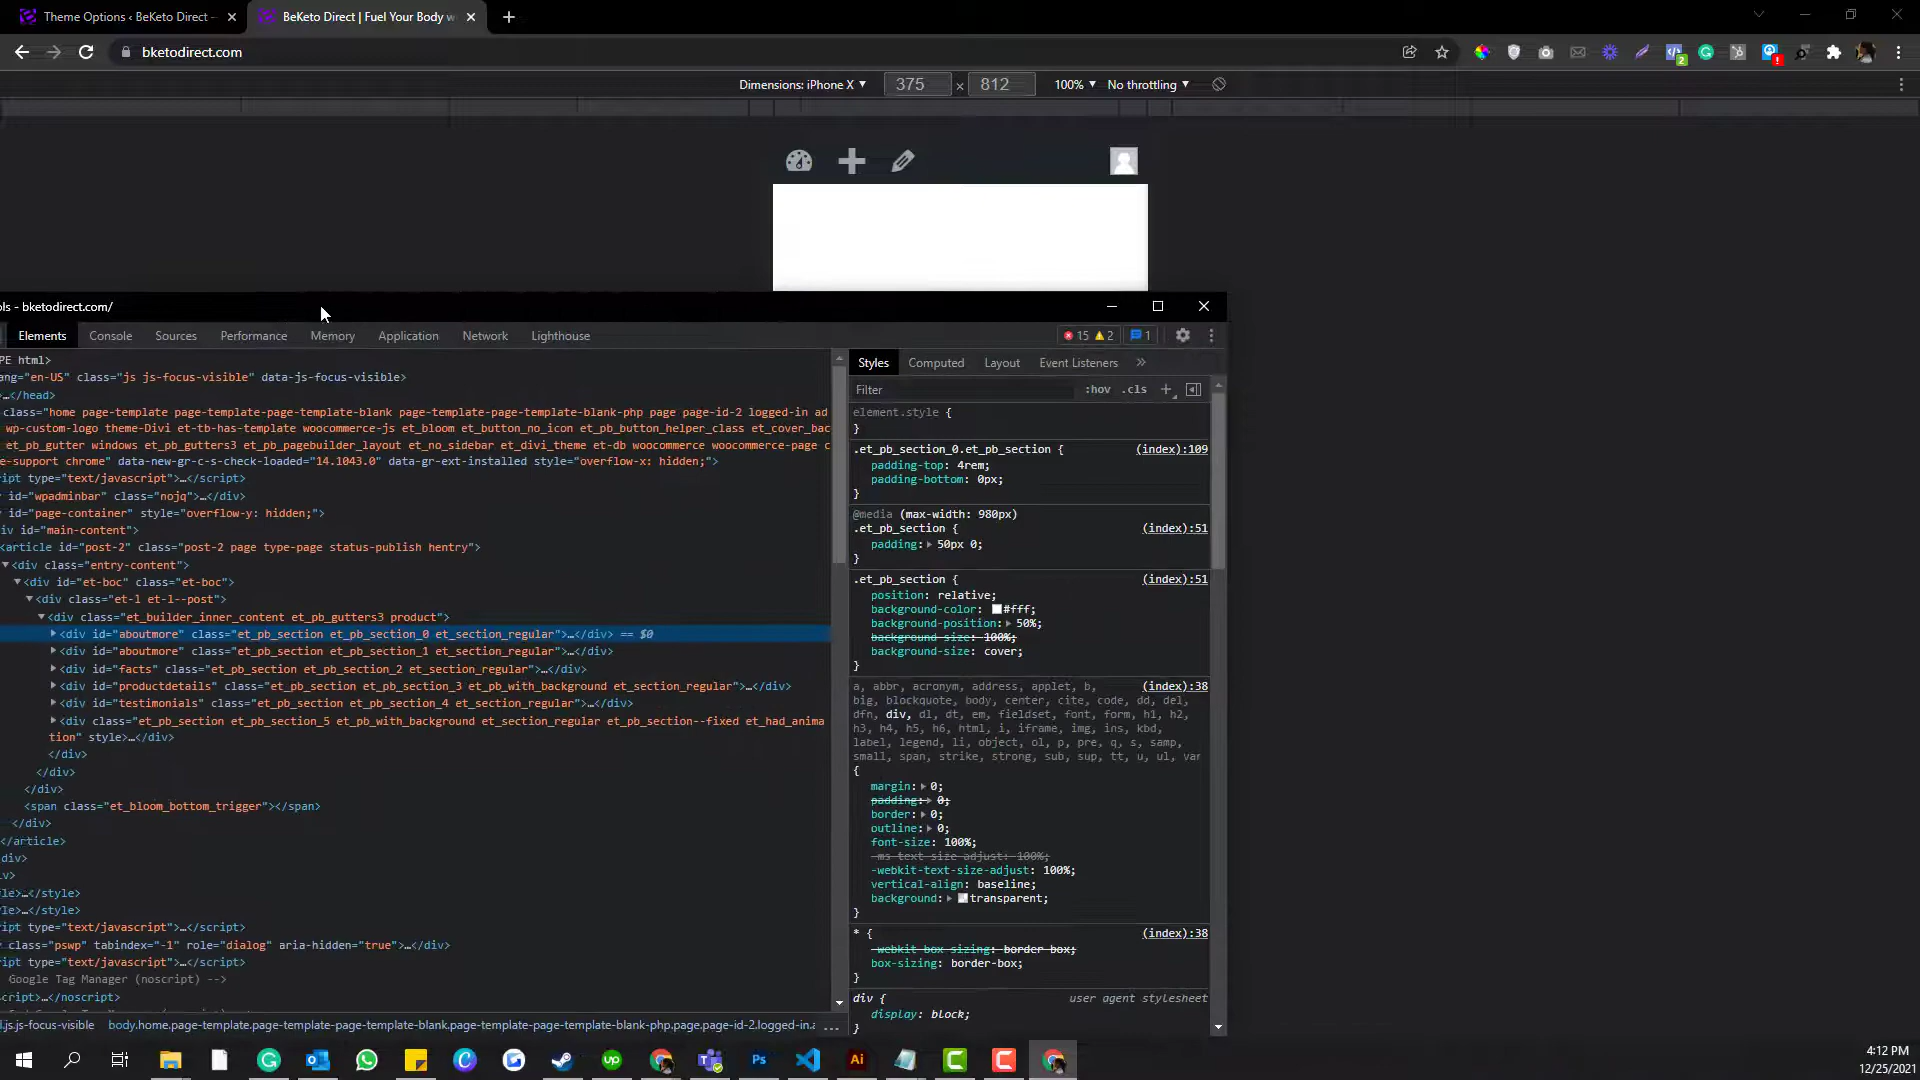 Theme Options ‹ BeKeto Direct –
BeKeto Direct | Fuel Your Body w
bketodirect.com
2
Dimensions: iPhone X ▾ 375 × 812 100% ▾ No throttling ▾
ols - bketodirect.com/
Elements Console Sources Performance Memory Application Network Lighthouse 15 2 1
PE html>
ang="en-US" class="js js-focus-visible" data-js-focus-visible>
…</head>
class="home page-template page-template-page-template-blank page-template-page-template-blank-php page page-id-2 logged-in ad
wp-custom-logo theme-Divi et-tb-has-template woocommerce-js et_bloom et_button_no_icon et_pb_button_helper_class et_cover_bac
et_pb_gutter windows et_pb_gutters3 et_pb_pagebuilder_layout et_no_sidebar et_divi_theme et-db woocommerce woocommerce-page c
e-support chrome" data-new-gr-c-s-check-loaded="14.1043.0" data-gr-ext-installed style="overflow-x: hidden;">
ript type="text/javascript">…</script>
id="wpadminbar" class="nojq">…</div>
id="page-container" style="overflow-y: hidden;">
iv id="main-content">
<article id="post-2" class="post-2 page type-page status-publish hentry">
<div class="entry-content">
<div id="et-boc" class="et-boc">
<div class="et-l et-l--post">
<div class="et_builder_inner_content et_pb_gutters3 product">
<div id="aboutmore" class="et_pb_section et_pb_section_0 et_section_regular">…</div> == $0
<div id="aboutmore" class="et_pb_section et_pb_section_1 et_section_regular">…</div>
<div id="facts" class="et_pb_section et_pb_section_2 et_section_regular">…</div>
<div id="productdetails" class="et_pb_section et_pb_section_3 et_pb_with_background et_section_regular">…</div>
<div id="testimonials" class="et_pb_section et_pb_section_4 et_section_regular">…</div>
<div class="et_pb_section et_pb_section_5 et_pb_with_background et_section_regular et_pb_section--fixed et_had_anima
tion" style>…</div>
</div>
</div>
</div>
<span class="et_bloom_bottom_trigger"></span>
</div>
</article>
div>
v>
le>…</style>
le>…</style>
ript type="text/javascript">…</script>
class="pswp" tabindex="-1" role="dialog" aria-hidden="true">…</div>
ript type="text/javascript">…</script>
Google Tag Manager (noscript) -->
script>…</noscript>
l.js.js-focus-visible body.home.page-template.page-template-page-template-blank.page-template-page-template-blank-php.page.page-id-2.logged-in.a ...
Styles Computed Layout Event Listeners »
Filter :hov .cls +
element.style {
}
.et_pb_section_0.et_pb_section { (index):109
padding-top: 4rem;
padding-bottom: 0px;
}
@media (max-width: 980px)
.et_pb_section { (index):51
padding: 50px 0;
}
.et_pb_section { (index):51
position: relative;
background-color: #fff;
background-position: 50%;
background-size: 100%;
background-size: cover;
}
a, abbr, acronym, address, applet, b, (index):38
big, blockquote, body, center, cite, code, dd, del,
dfn, div, dl, dt, em, fieldset, font, form, h1, h2,
h3, h4, h5, h6, html, i, iframe, img, ins, kbd,
label, legend, li, object, ol, p, pre, q, s, samp,
small, span, strike, strong, sub, sup, tt, u, ul, var
{
margin: 0;
padding: 0;
border: 0;
outline: 0;
font-size: 100%;
-ms-text-size-adjust: 100%;
-webkit-text-size-adjust: 100%;
vertical-align: baseline;
background: transparent;
}
* { (index):38
-webkit-box-sizing: border-box;
box-sizing: border-box;
}
div { user agent stylesheet
display: block;
}
4:12 PM
12/25/2021